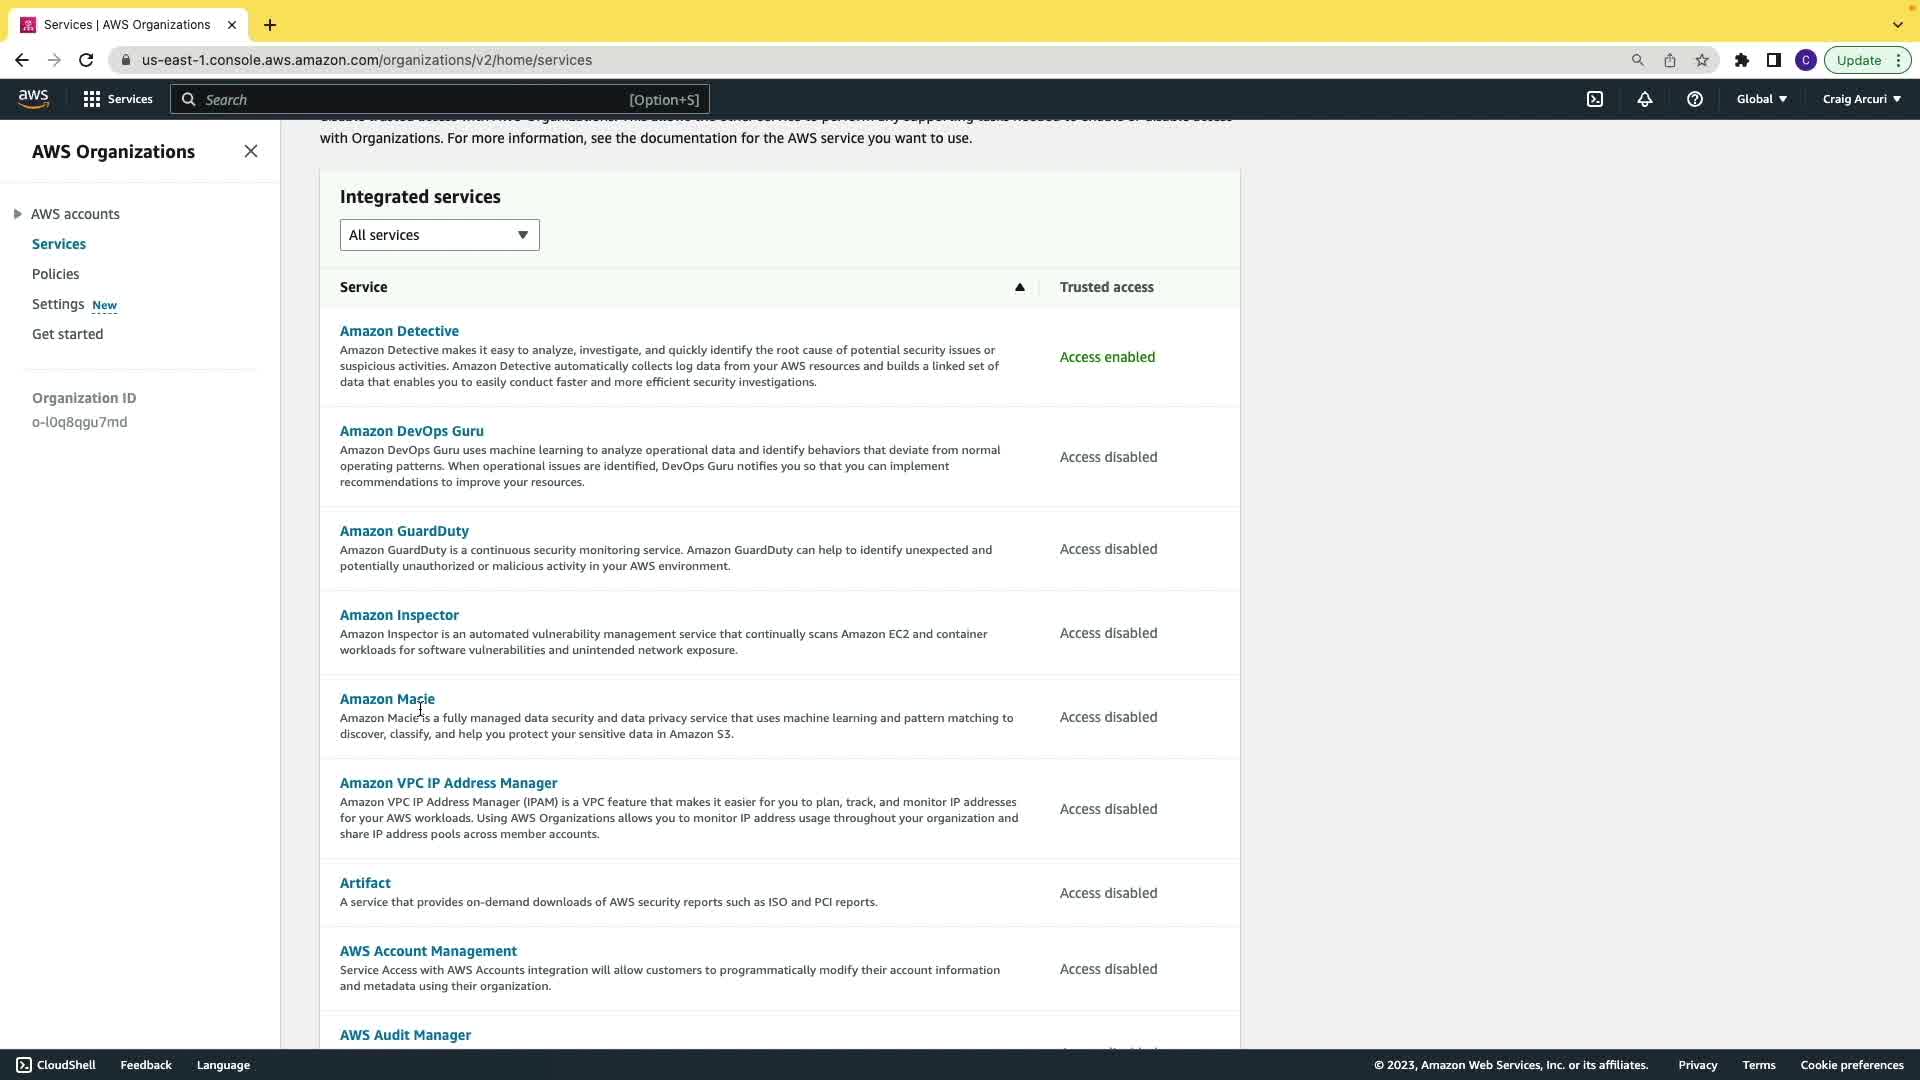 Services | AWS Organizations
us-east-1.console.aws.amazon.com/organizations/v2/home/services
C
Update
aws
Services
Search
[Option+S]
Global
Craig Arcuri
AWS Organizations
AWS accounts
Services
Policies
Settings New
Get started
Organization ID
o-l0q8qgu7md
with Organizations. For more information, see the documentation for the AWS service you want to use.
Integrated services
All services
Service
Trusted access
Amazon Detective
Amazon Detective makes it easy to analyze, investigate, and quickly identify the root cause of potential security issues or
suspicious activities. Amazon Detective automatically collects log data from your AWS resources and builds a linked set of
data that enables you to easily conduct faster and more efficient security investigations.
Access enabled
Amazon DevOps Guru
Amazon DevOps Guru uses machine learning to analyze operational data and identify behaviors that deviate from normal
operating patterns. When operational issues are identified, DevOps Guru notifies you so that you can implement
recommendations to improve your resources.
Access disabled
Amazon GuardDuty
Amazon GuardDuty is a continuous security monitoring service. Amazon GuardDuty can help to identify unexpected and
potentially unauthorized or malicious activity in your AWS environment.
Access disabled
Amazon Inspector
Amazon Inspector is an automated vulnerability management service that continually scans Amazon EC2 and container
workloads for software vulnerabilities and unintended network exposure.
Access disabled
Amazon Macie
Amazon Macie is a fully managed data security and data privacy service that uses machine learning and pattern matching to
discover, classify, and help you protect your sensitive data in Amazon S3.
Access disabled
Amazon VPC IP Address Manager
Amazon VPC IP Address Manager (IPAM) is a VPC feature that makes it easier for you to plan, track, and monitor IP addresses
for your AWS workloads. Using AWS Organizations allows you to monitor IP address usage throughout your organization and
share IP address pools across member accounts.
Access disabled
Artifact
A service that provides on-demand downloads of AWS security reports such as ISO and PCI reports.
Access disabled
AWS Account Management
Service Access with AWS Accounts integration will allow customers to programmatically modify their account information
and metadata using their organization.
Access disabled
AWS Audit Manager
CloudShell
Feedback
Language
© 2023, Amazon Web Services, Inc. or its affiliates.
Privacy
Terms
Cookie preferences